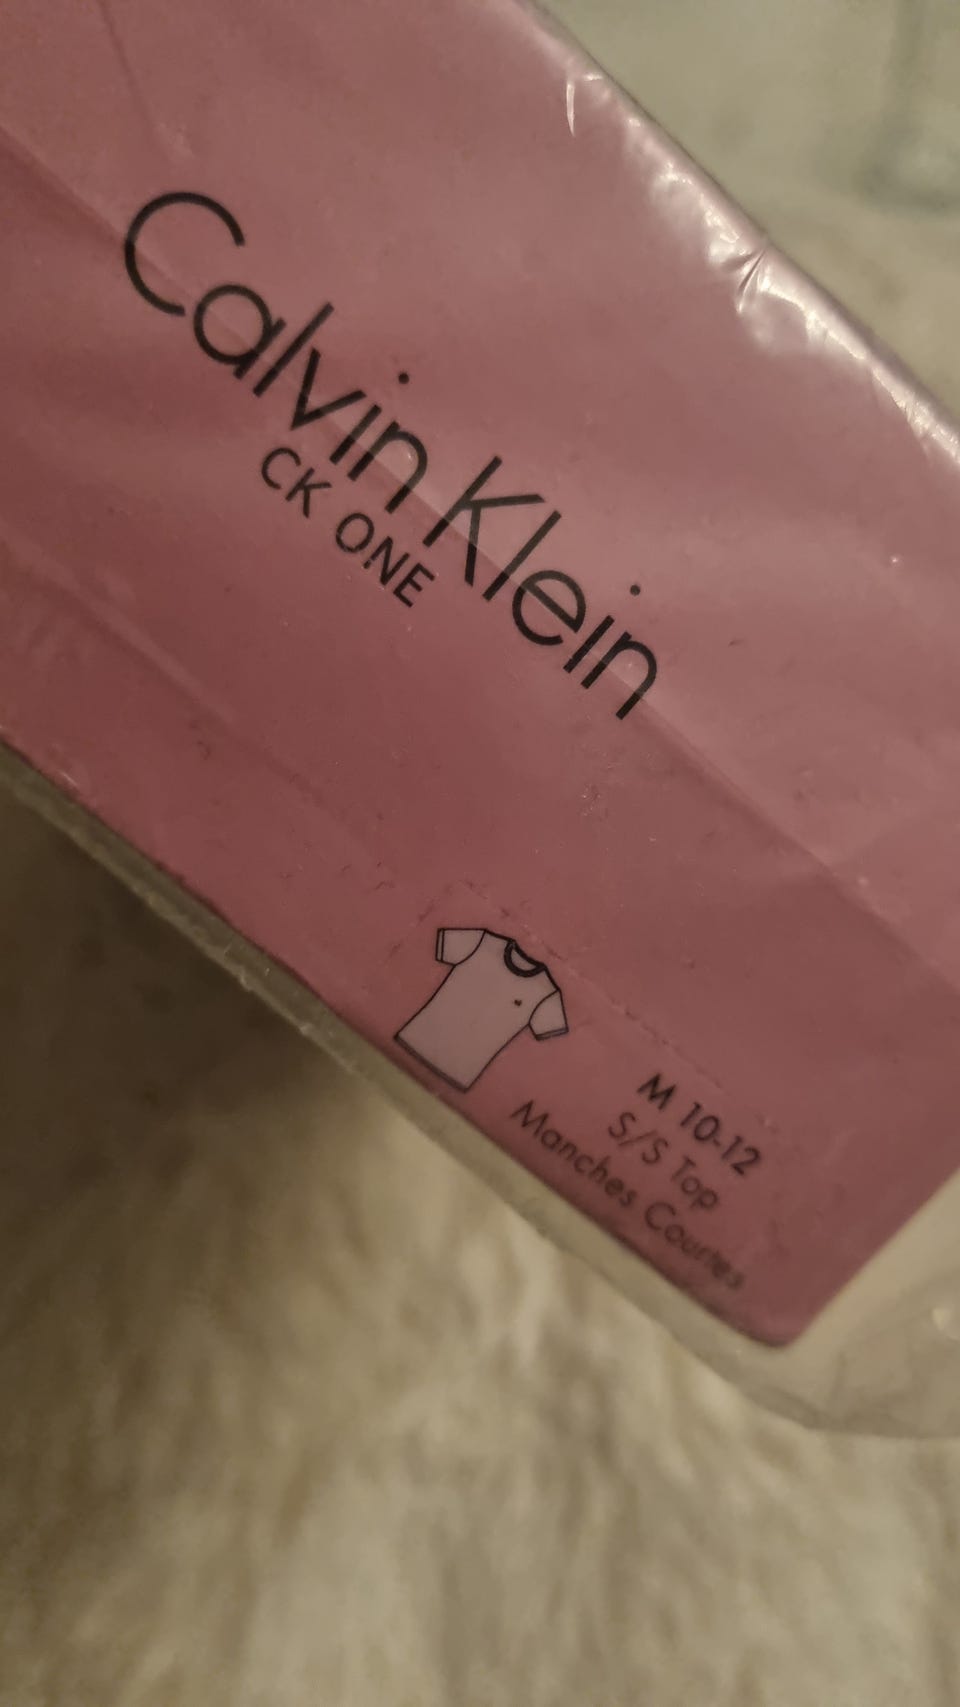 Calvin Klein
CK ONE
M 10-12
S/S Top
Manches Courtes